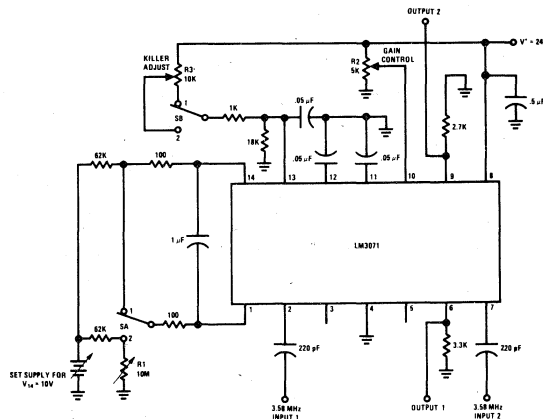 OUTPUT 2
V+ = 24
KILLER
ADJUST
R3
10K
R2
5K
GAIN
CONTROL
1
SB
2
1K
18K
.05 µF
.05 µF
.05 µF
2.7K
.5 µF
62K
100
1 µF
14
13
12
11
10
9
8
LM3071
1
2
3
4
5
6
7
1
SA
2
100
62K
R1
10M
SET SUPPLY FOR
V14 = 10V
220 pF
3.3K
220 pF
3.58 MHz
INPUT 1
OUTPUT 1
3.58 MHz
INPUT 2